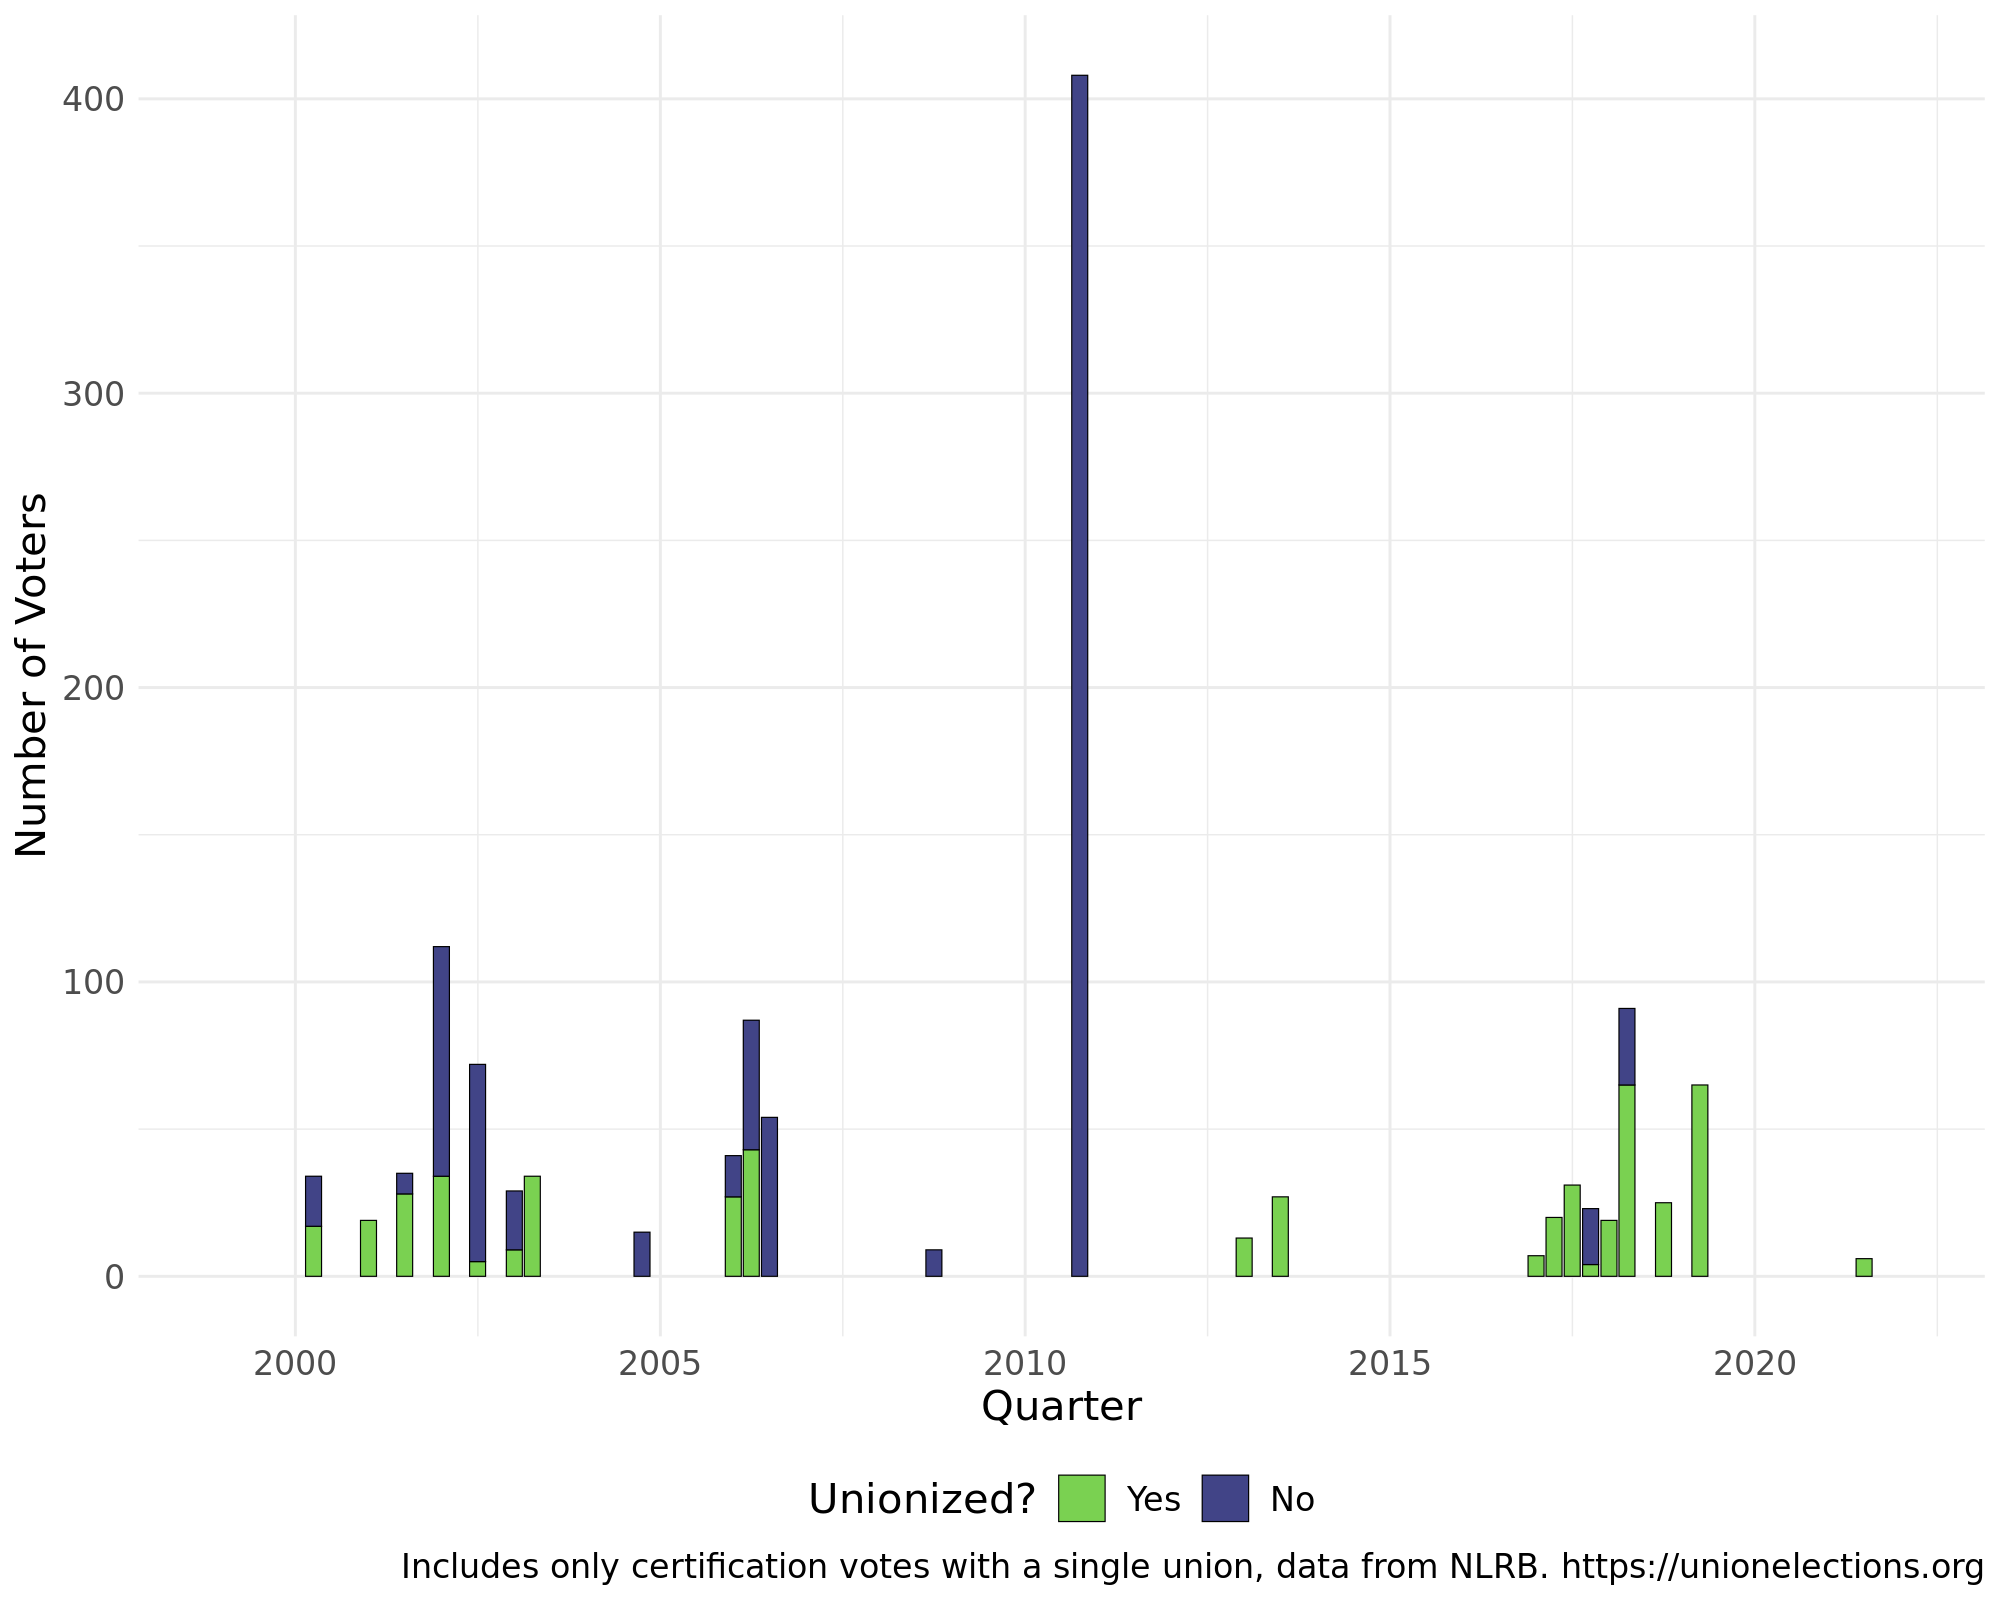 400
300
200
100
0
Number of Voters
2000 2005 2010 2015 2020
Quarter
Unionized? Yes No
Includes only certification votes with a single union, data from NLRB. https://unionelections.org